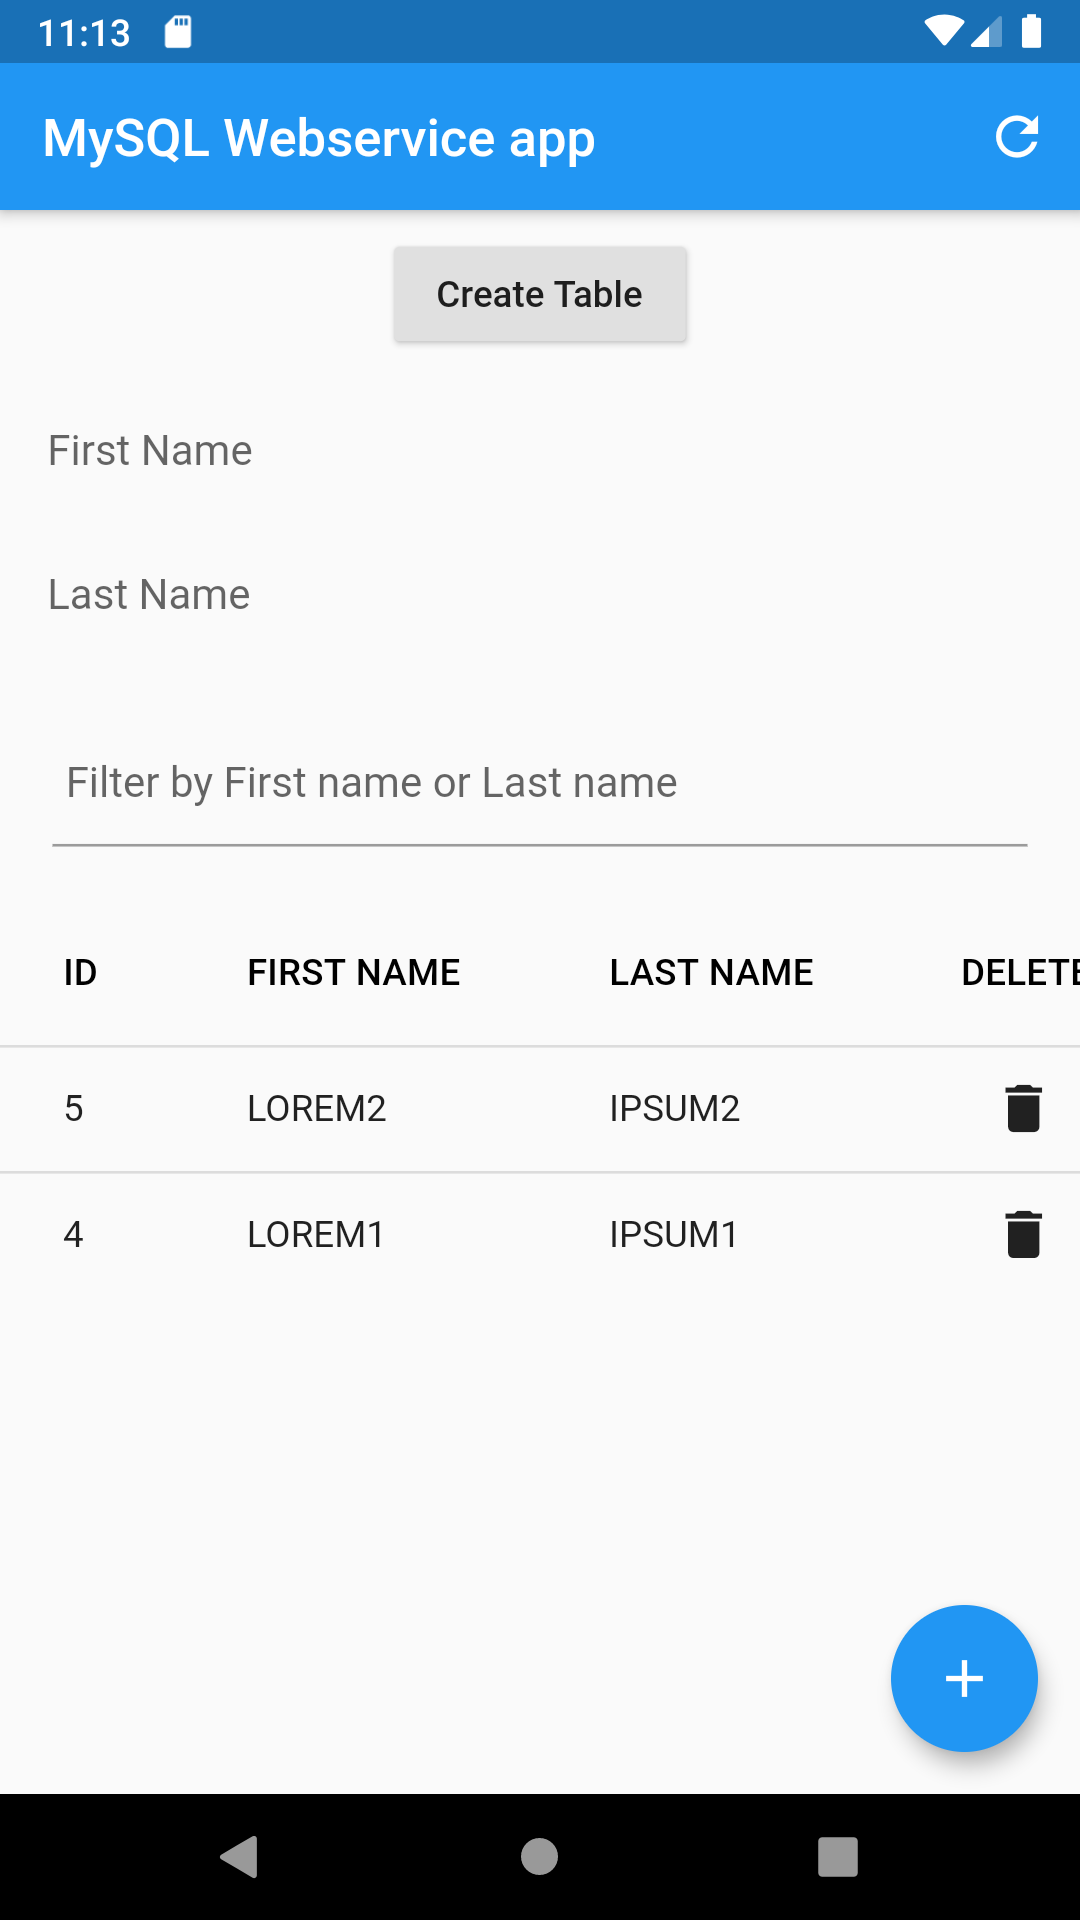 11:13
MySQL Webservice app
Create Table
First Name
Last Name
Filter by First name or Last name
ID FIRST NAME LAST NAME DELETE
5 LOREM2 IPSUM2
4 LOREM1 IPSUM1